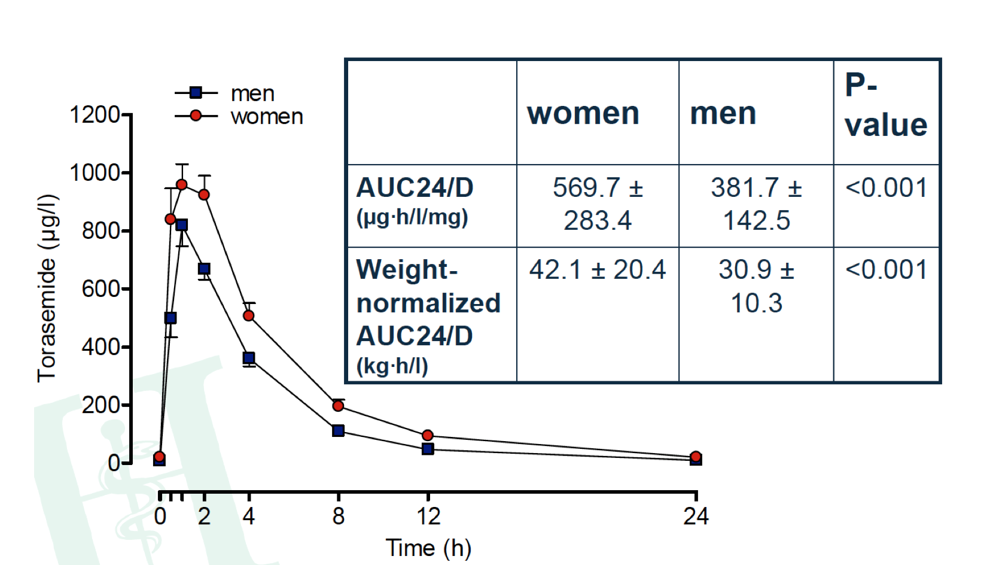 men
women
1200
1000
800
600
400
200
0
Torasemide (µg/l)
0 2 4 8 12 24
Time (h)
women men P-
value
AUC24/D 569.7 ± 381.7 ± <0.001
(µg·h/l/mg) 283.4 142.5
Weight- 42.1 ± 20.4 30.9 ± <0.001
normalized 10.3
AUC24/D
(kg·h/l)